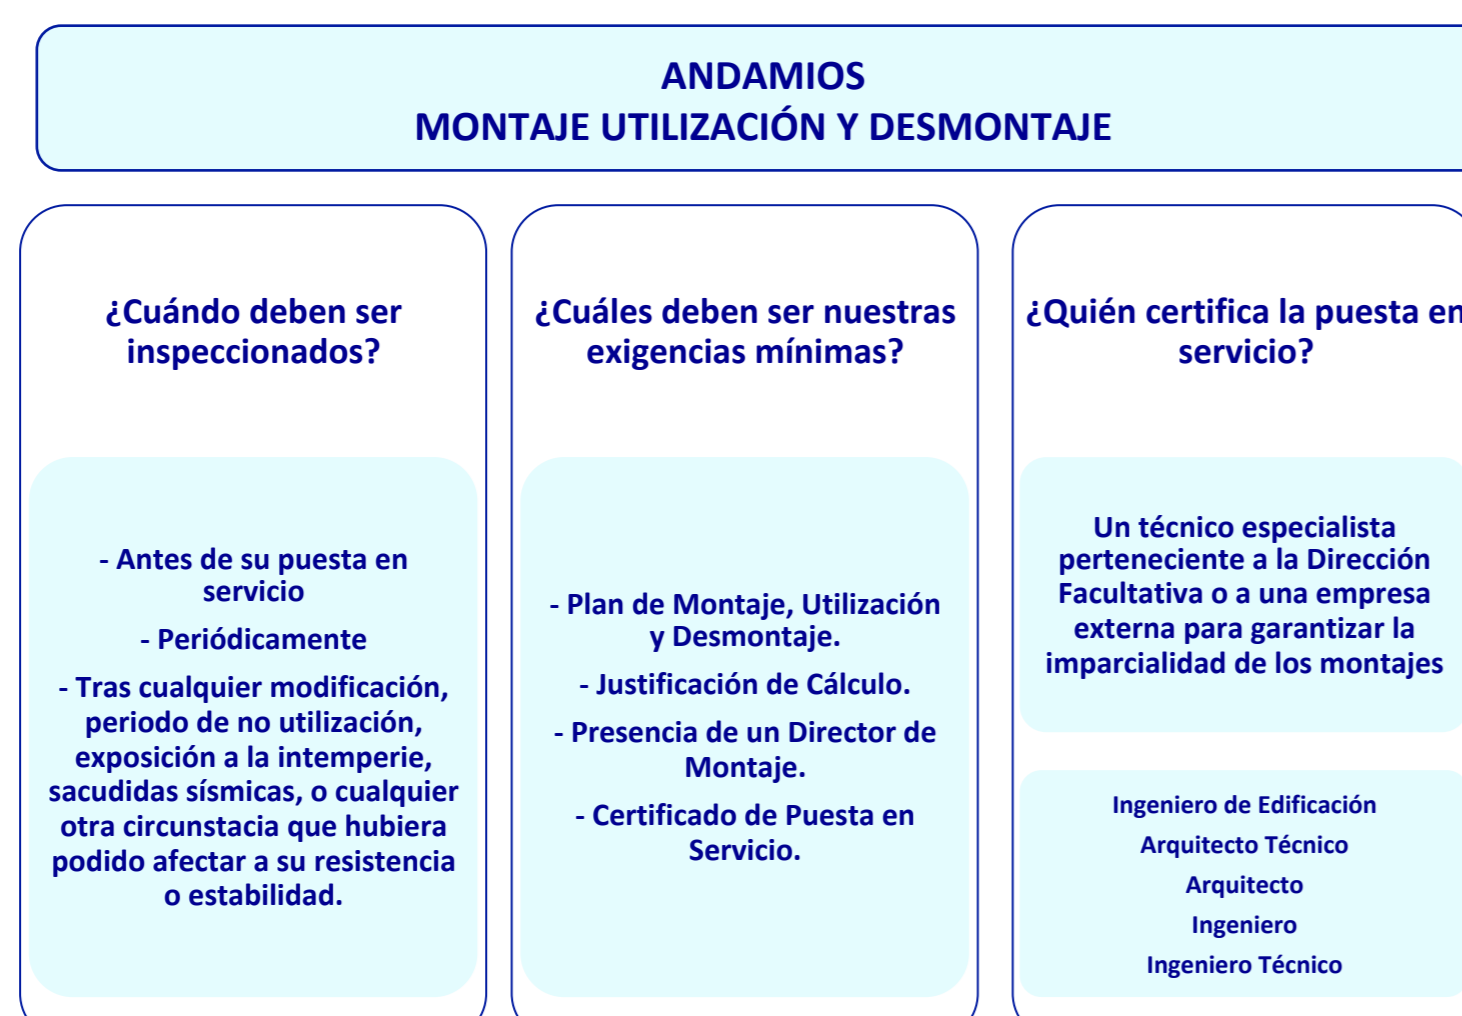 ANDAMIOS
MONTAJE UTILIZACIÓN Y DESMONTAJE
¿Cuándo deben ser
inspeccionados?
- Antes de su puesta en
servicio
- Periódicamente
- Tras cualquier modificación,
periodo de no utilización,
exposición a la intemperie,
sacudidas sísmicas, o cualquier
otra circunstacia que hubiera
podido afectar a su resistencia
o estabilidad.
¿Cuáles deben ser nuestras
exigencias mínimas?
- Plan de Montaje, Utilización
y Desmontaje.
- Justificación de Cálculo.
- Presencia de un Director de
Montaje.
- Certificado de Puesta en
Servicio.
¿Quién certifica la puesta en
servicio?
Un técnico especialista
perteneciente a la Dirección
Facultativa o a una empresa
externa para garantizar la
imparcialidad de los montajes
Ingeniero de Edificación
Arquitecto Técnico
Arquitecto
Ingeniero
Ingeniero Técnico